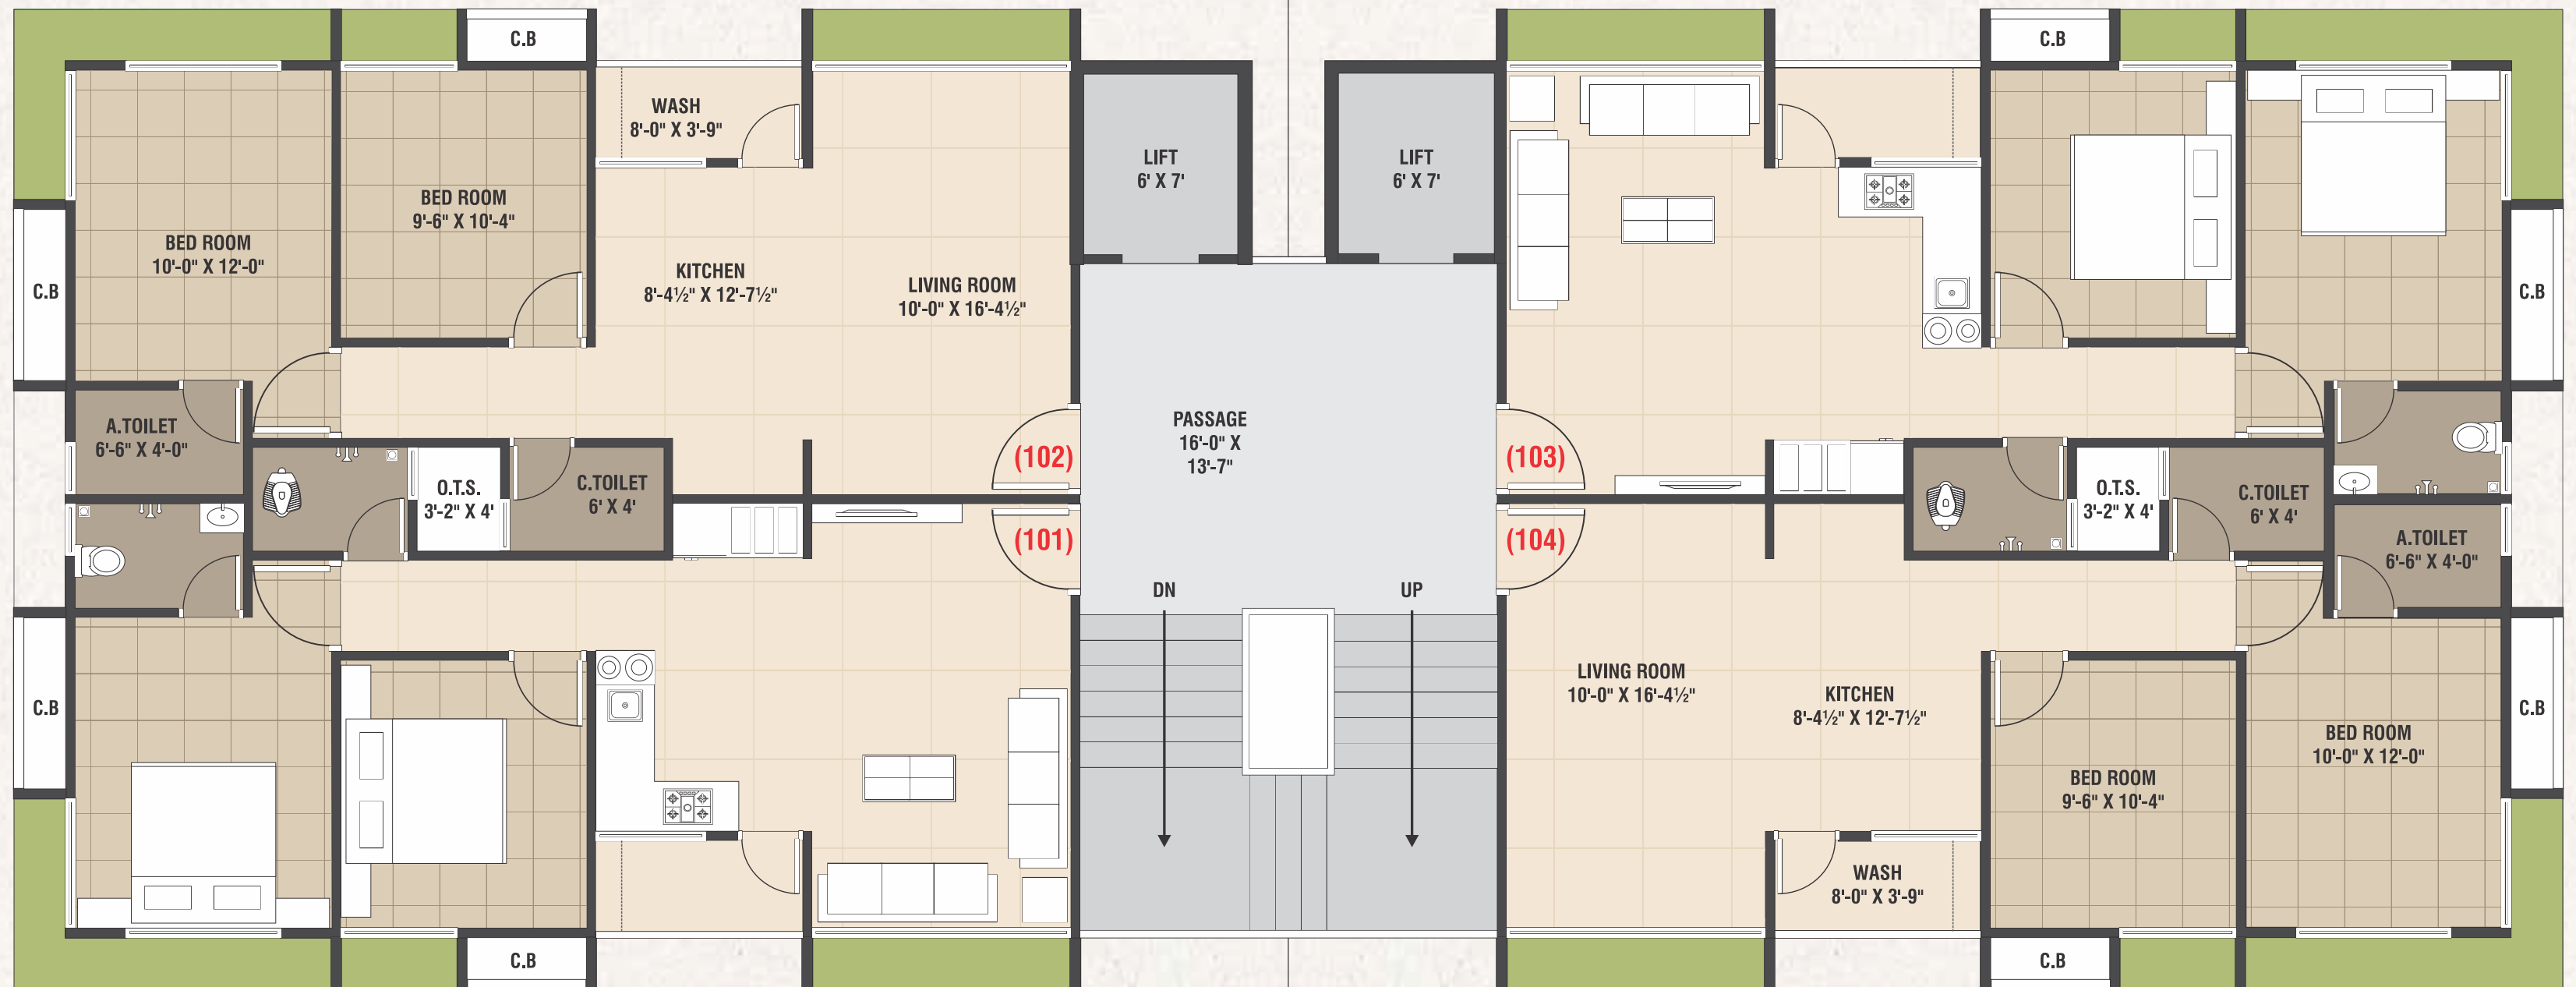 C.B
C.B
WASH
8'-0" X 3'-9"
LIFT
6' X 7'
LIFT
6' X 7'
BED ROOM
9'-6" X 10'-4"
BED ROOM
10'-0" X 12'-0"
KITCHEN
8'-4½" X 12'-7½"
LIVING ROOM
10'-0" X 16'-4½"
C.B
C.B
A.TOILET
6'-6" X 4'-0"
PASSAGE
16'-0" X
13'-7"
(102)
(103)
O.T.S.
3'-2" X 4'
C.TOILET
6' X 4'
O.T.S.
3'-2" X 4'
C.TOILET
6' X 4'
(101)
(104)
A.TOILET
6'-6" X 4'-0"
DN
UP
LIVING ROOM
10'-0" X 16'-4½"
KITCHEN
8'-4½" X 12'-7½"
C.B
C.B
BED ROOM
10'-0" X 12'-0"
BED ROOM
9'-6" X 10'-4"
WASH
8'-0" X 3'-9"
C.B
C.B